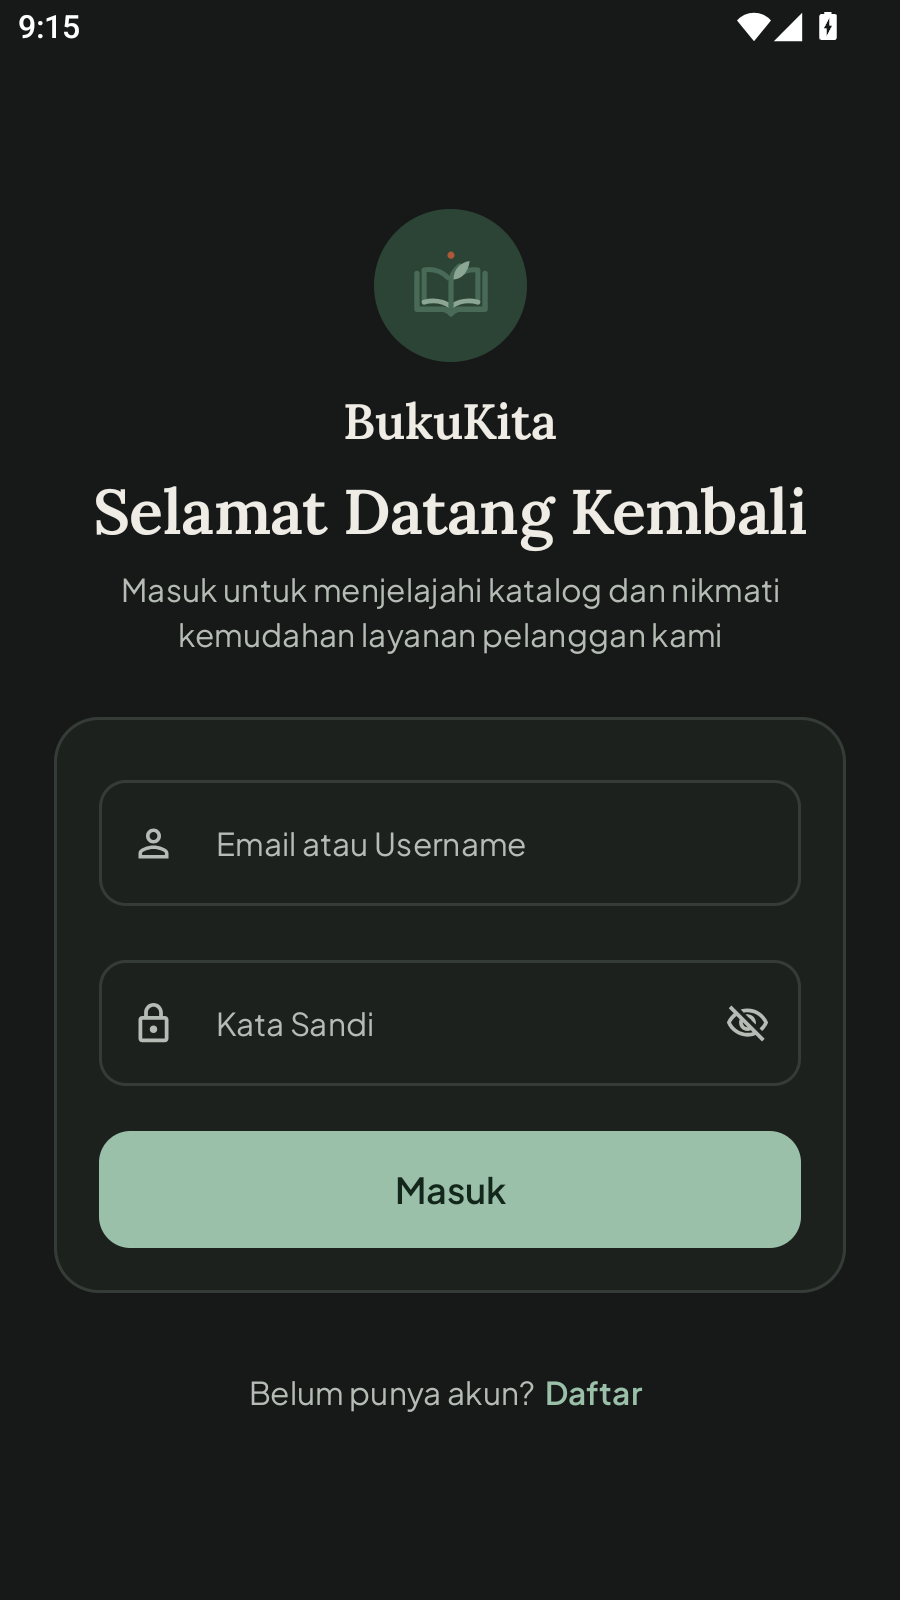 9:15
BukuKita
Selamat Datang Kembali
Masuk untuk menjelajahi katalog dan nikmati
kemudahan layanan pelanggan kami
Email atau Username
Kata Sandi
Masuk
Belum punya akun? Daftar